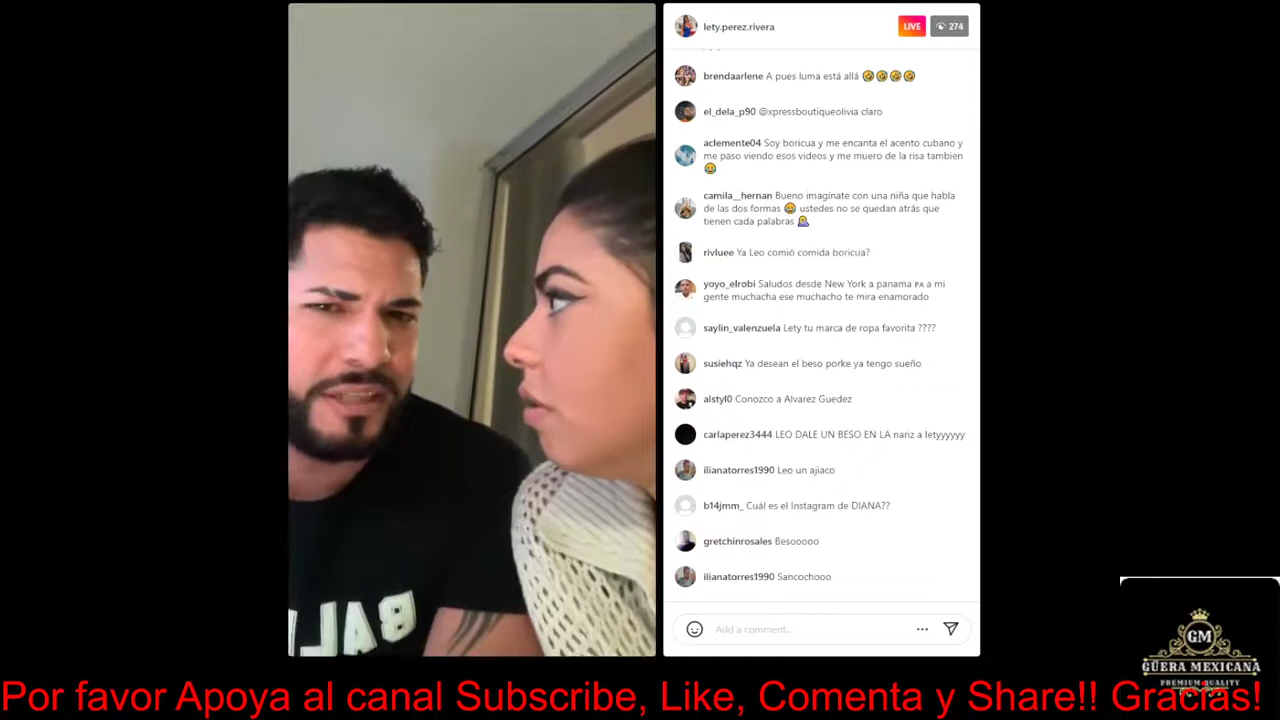 lety.perez.rivera
LIVE
274
brendaarlene A pues luma está allá 🤣🤣🤣🤣
el_dela_p90 @xpressboutiqueolivia claro
aclemente04 Soy boricua y me encanta el acento cubano y
me paso viendo esos videos y me muero de la risa tambien
😂
camila__hernan Bueno imagínate con una niña que habla
de las dos formas 😂 ustedes no se quedan atrás que
tienen cada palabras 🤷🏼‍♀️
rivluee Ya Leo comió comida boricua?
yoyo_elrobi Saludos desde New York a panama PA a mi
gente muchacha ese muchacho te mira enamorado
saylin_valenzuela Lety tu marca de ropa favorita ????
susiehqz Ya desean el beso porke ya tengo sueño
alstyl0 Conozco a Alvarez Guedez
carlaperez3444 LEO DALE UN BESO EN LA nariz a letyyyyyy
ilianatorres1990 Leo un ajiaco
b14jmm_ Cuál es el Instagram de DIANA??
gretchinrosales Besooooo
ilianatorres1990 Sancochooo
Add a comment...
GM
GÜERA MEXICANA
PREMIUM QUALITY
Por favor Apoya al canal Subscribe, Like, Comenta y Share!! Gracias!